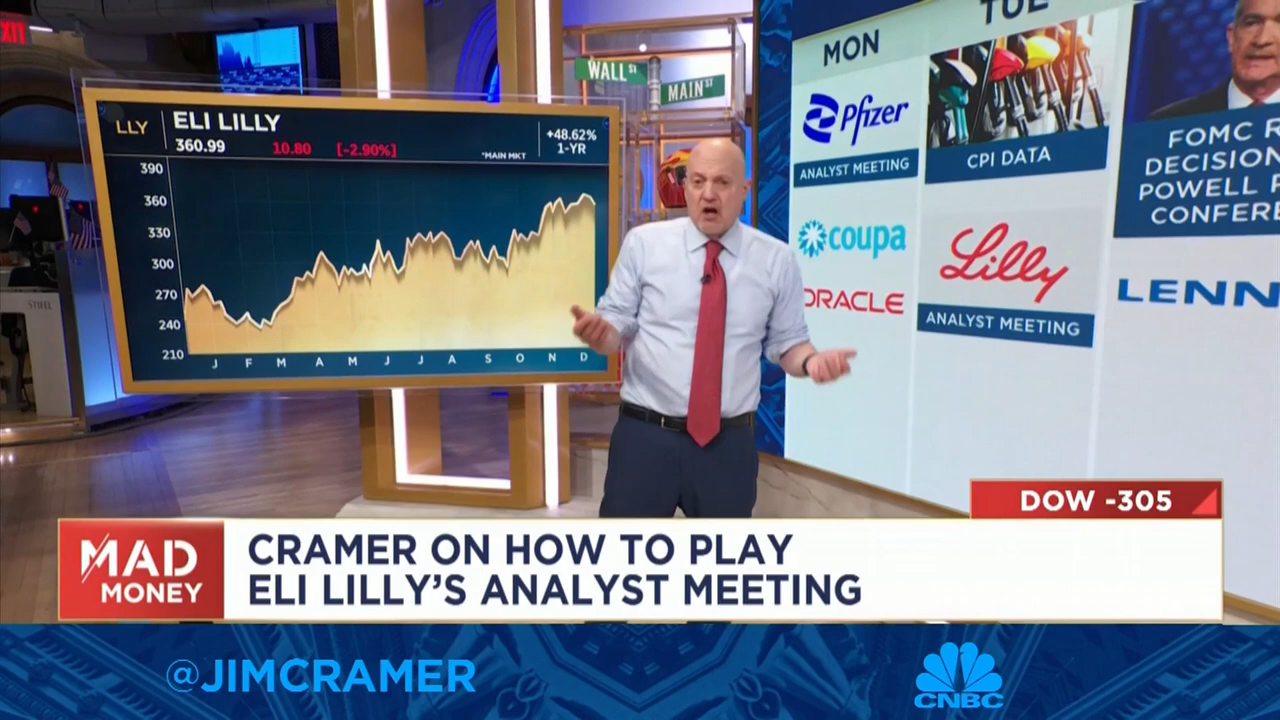 EXIT
WALL ST
MAIN ST
LLY
ELI LILLY
360.99 10.80 [-2.90%]
*MAIN MKT
+48.62%
1-YR
390
360
330
300
270
240
210
J F M A M J J A S O N D
STIFEL
MON
Pfizer
ANALYST MEETING
coupa
ORACLE
TUE
CPI DATA
Lilly
ANALYST MEETING
FOMC R
DECISION
POWELL P
CONFERE
LENN
DOW -305
MAD
MONEY
CRAMER ON HOW TO PLAY
ELI LILLY'S ANALYST MEETING
@JIMCRAMER
CNBC